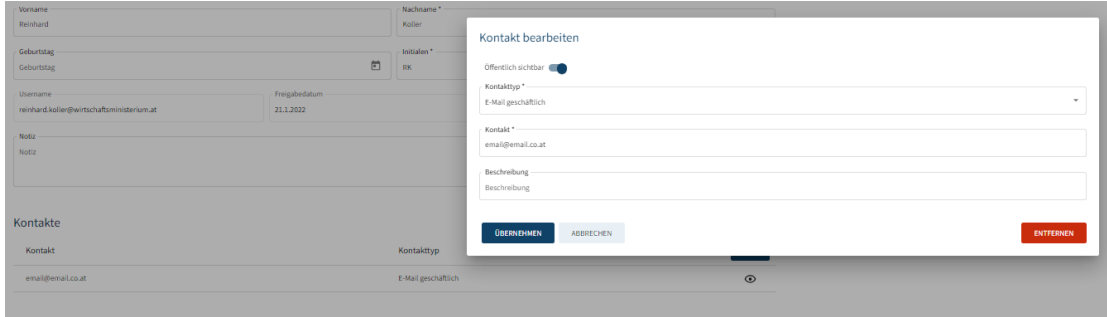 Vorname
Reinhard
Nachname *
Koller
Geburtstag
Geburtstag
Initialen *
RK
Username
reinhard.koller@wirtschaftsministerium.at
Freigabedatum
21.1.2022
Notiz
Notiz
Kontakte
Kontakt
Kontakttyp
email@email.co.at
E-Mail geschäftlich
Kontakt bearbeiten
Öffentlich sichtbar
Kontakttyp *
E-Mail geschäftlich
Kontakt *
email@email.co.at
Beschreibung
Beschreibung
ÜBERNEHMEN
ABBRECHEN
ENTFERNEN